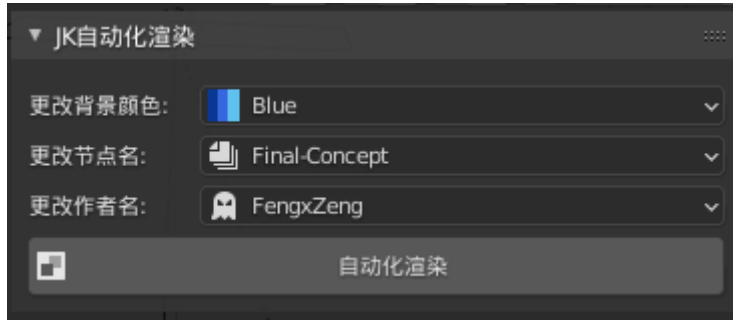 JK自动化渲染
更改背景颜色: Blue
更改节点名: Final-Concept
更改作者名: FengxZeng
自动化渲染